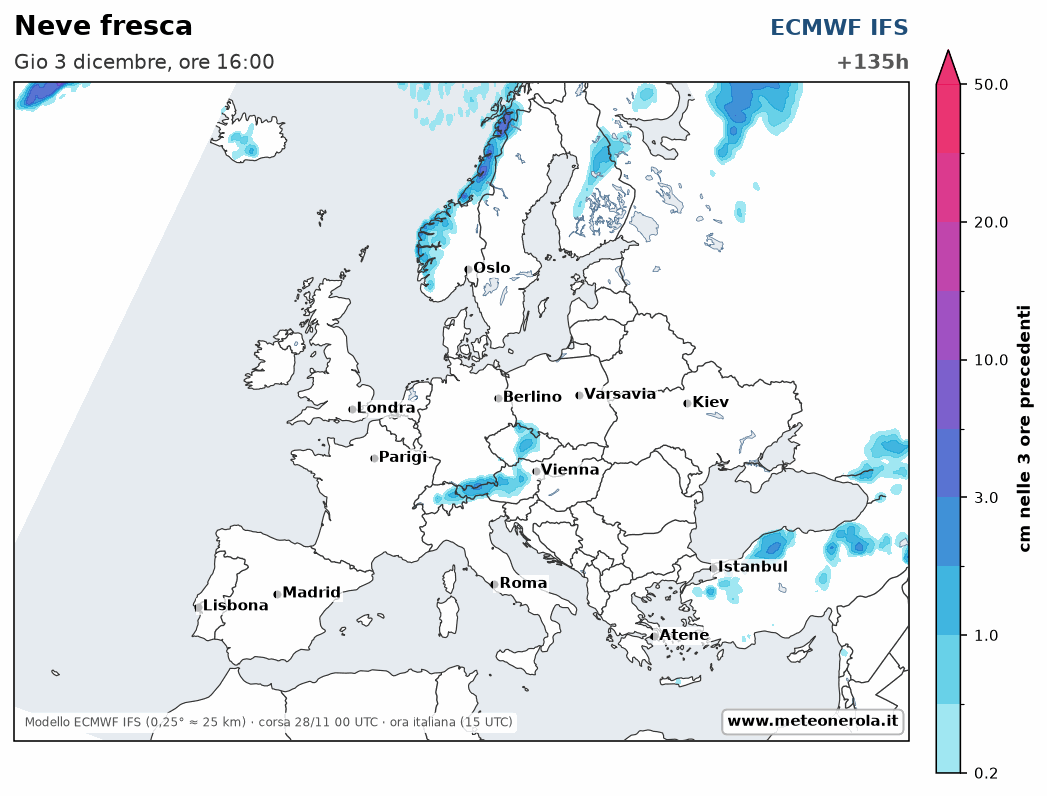 Neve fresca
ECMWF IFS
Gio 3 dicembre, ore 16:00
+135h
50.0
20.0
10.0
3.0
1.0
0.2
cm nelle 3 ore precedenti
Oslo
Berlino
Varsavia
Kiev
Londra
Parigi
Vienna
Istanbul
Roma
Madrid
Lisbona
Atene
Modello ECMWF IFS (0,25° ≈ 25 km) · corsa 28/11 00 UTC · ora italiana (15 UTC)
www.meteonerola.it